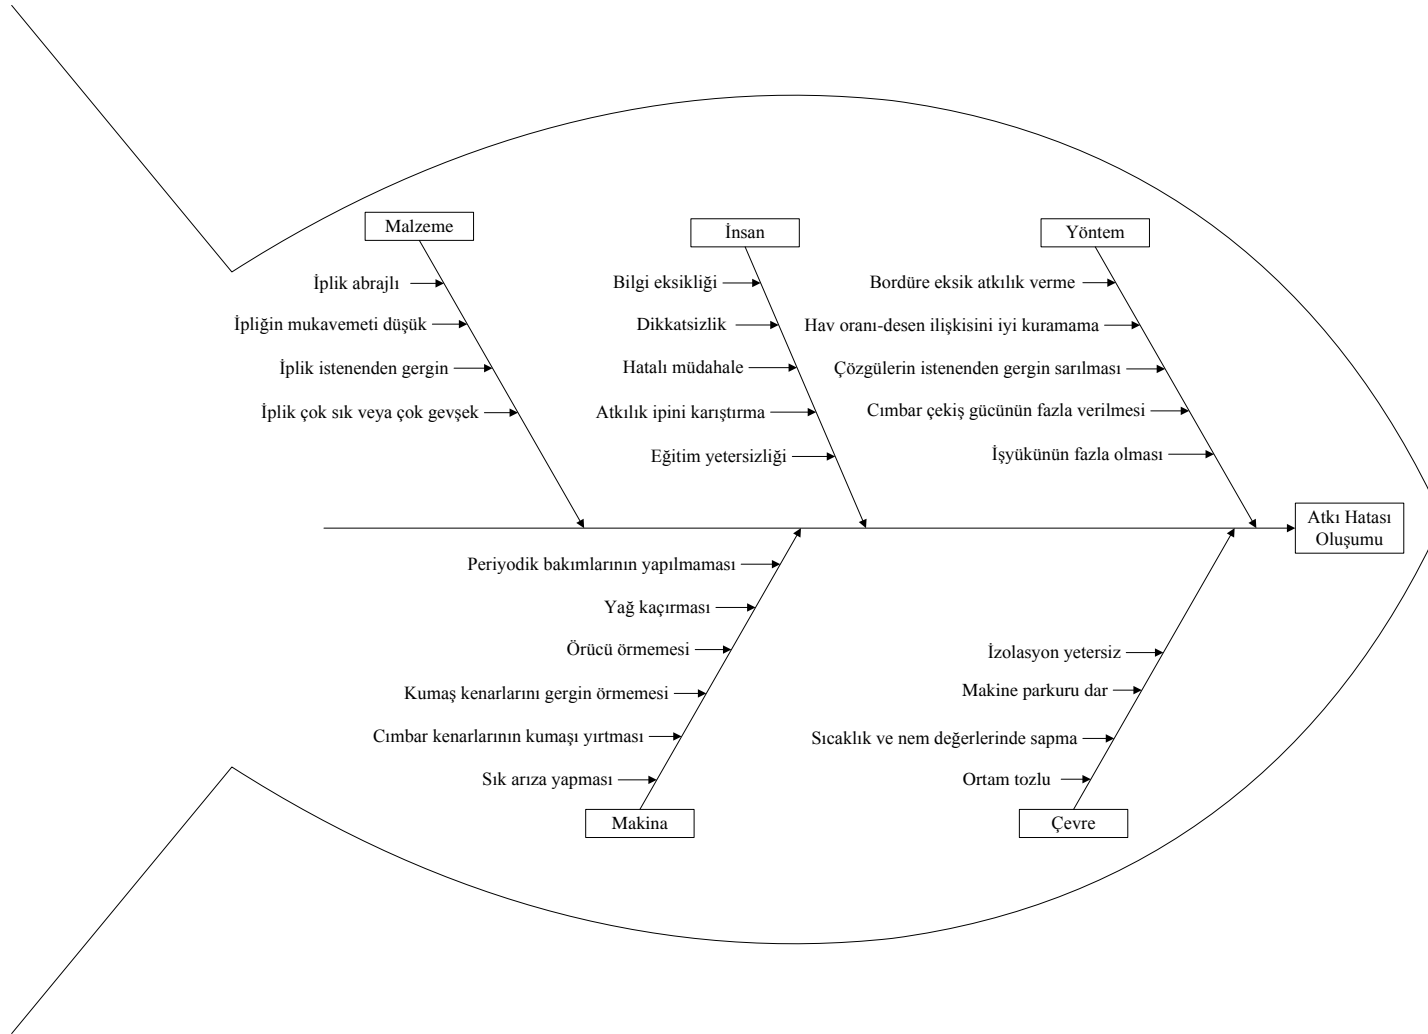 Malzeme
İplik abrajlı
İpliğin mukavemeti düşük
İplik istenenden gergin
İplik çok sık veya çok gevşek
İnsan
Bilgi eksikliği
Dikkatsizlik
Hatalı müdahale
Atkılık ipini karıştırma
Eğitim yetersizliği
Yöntem
Bordüre eksik atkılık verme
Hav oranı-desen ilişkisini iyi kuramama
Çözgülerin istenenden gergin sarılması
Cımbar çekiş gücünün fazla verilmesi
İşyükünün fazla olması
Atkı Hatası
Oluşumu
Periyodik bakımlarının yapılmaması
Yağ kaçırması
Örücü örmemesi
Kumaş kenarlarını gergin örmemesi
Cımbar kenarlarının kumaşı yırtması
Sık arıza yapması
Makina
İzolasyon yetersiz
Makine parkuru dar
Sıcaklık ve nem değerlerinde sapma
Ortam tozlu
Çevre